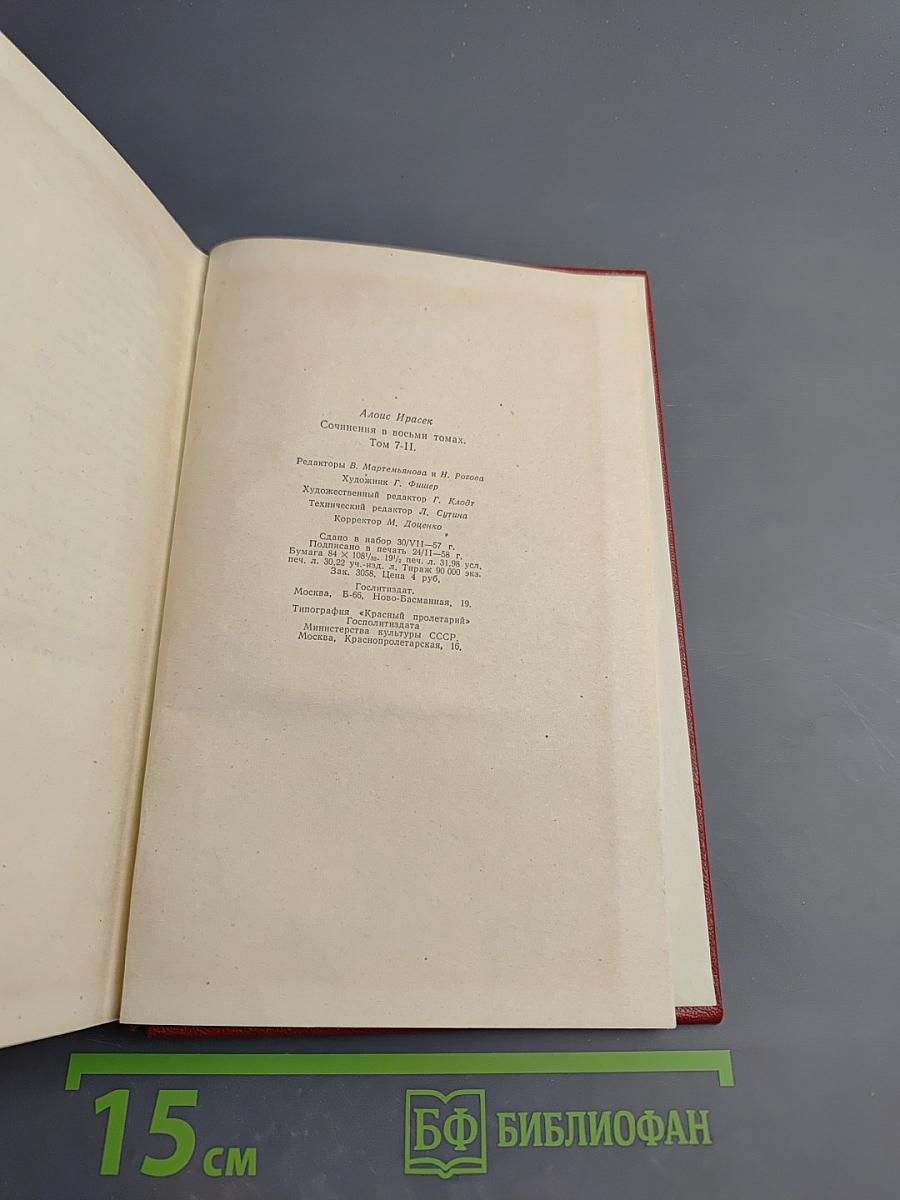 Алоис Ирасек
Сочинения в восьми томах.
Том 7-II.
Редакторы В. Мартемьянова и Н. Рогова
Художник Г. Фишер
Художественный редактор Г. Клодт
Технический редактор Л. Сутина
Корректор М. Доценко
Сдано в набор 30/VII—57 г.
Подписано в печать 24/II—58 г.
Бумага 84 × 108¹/₃₂. 19¹/₂ печ. л. 31,98 усл.
печ. л. 30,22 уч.-изд. л. Тираж 90 000 экз.
Зак. 3058. Цена 4 руб.
Гослитиздат.
Москва, Б-66, Ново-Басманная, 19.
Типография «Красный пролетарий»
Госполитиздата
Министерства культуры СССР.
Москва, Краснопролетарская, 16.
15 см
БФ БИБЛИОФАН